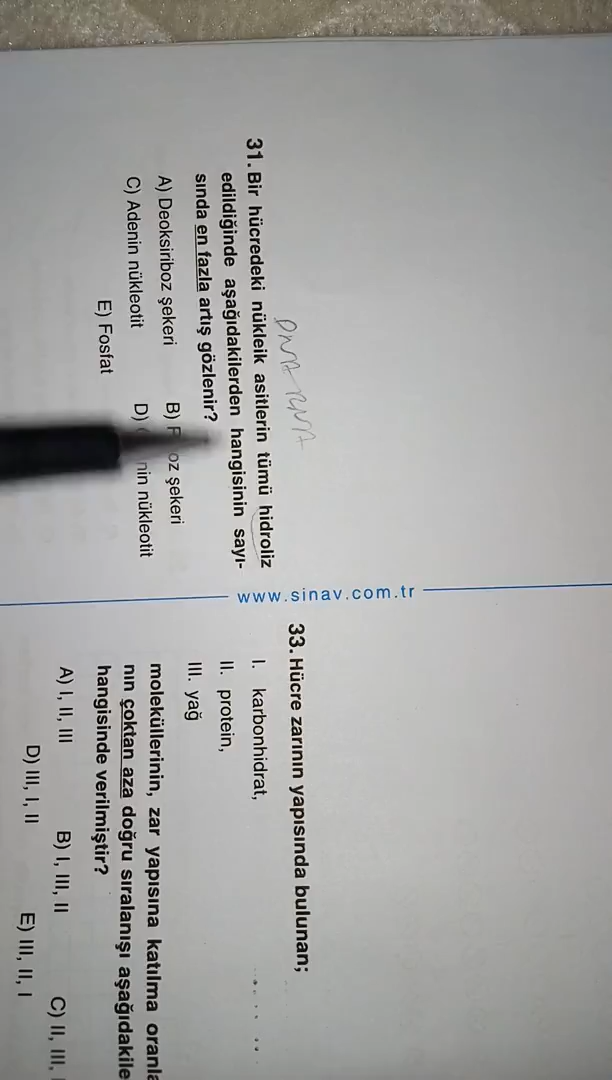 DNA RNA
31. Bir hücredeki nükleik asitlerin tümü hidroliz
edildiğinde aşağıdakilerden hangisinin sayı-
sında en fazla artış gözlenir?
A) Deoksiriboz şekeri
B) oz şekeri
C) Adenin nükleotit
D) nin nükleotit
E) Fosfat
www.sinav.com.tr
33. Hücre zarının yapısında bulunan;
I. karbonhidrat,
II. protein,
III. yağ
moleküllerinin, zar yapısına katılma
nın çoktan aza doğru sıralanışı
hangisinde verilmiştir?
A) I, II, III
B) I, III, II
C) II, III,
D) III, I, II
E) III, II, I